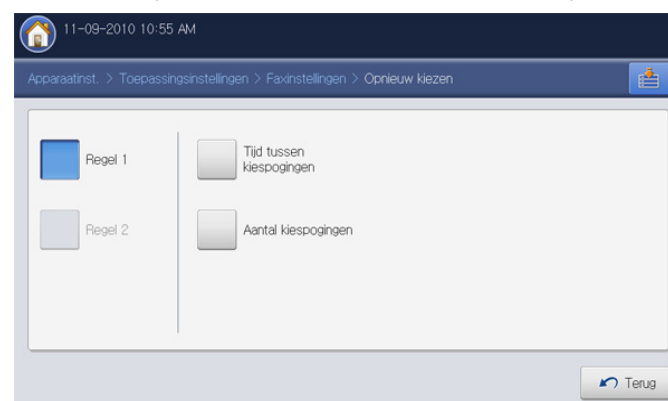 11-09-2010 10:55 AM
Apparaatinst. > Toepassingsinstellingen > Faxinstellingen > Opnieuw kiezen
Regel 1
Tijd tussen
kiespogingen
Regel 2
Aantal kiespogingen
Terug